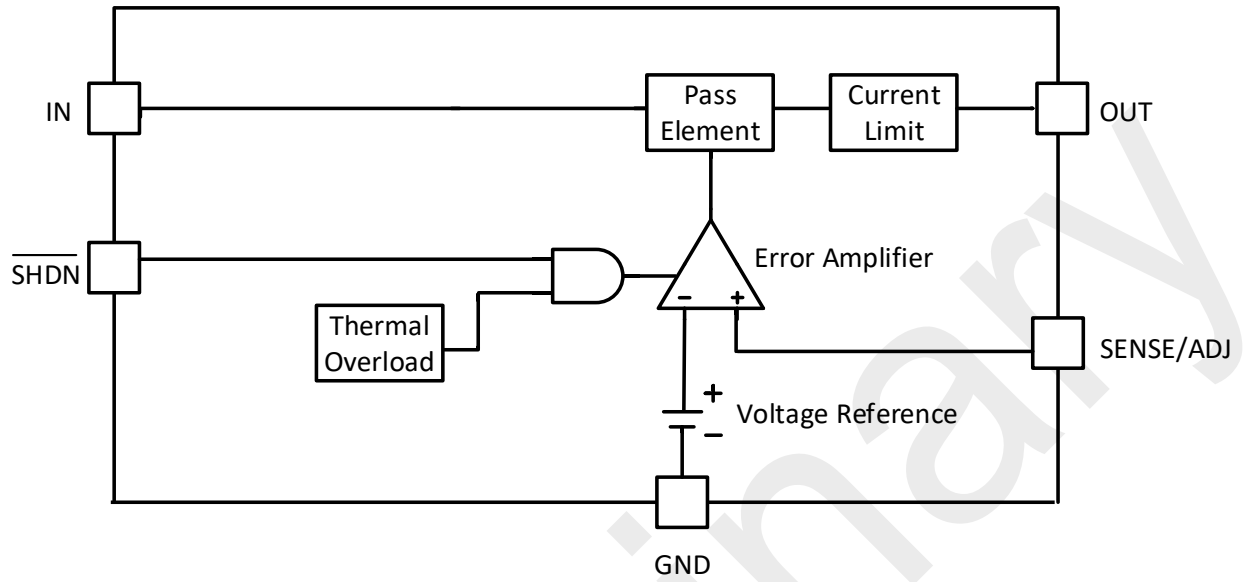 IN
Pass
Element
Current
Limit
OUT
SHDN
Error Amplifier
- +
Thermal
Overload
SENSE/ADJ
+
Voltage Reference
−
GND